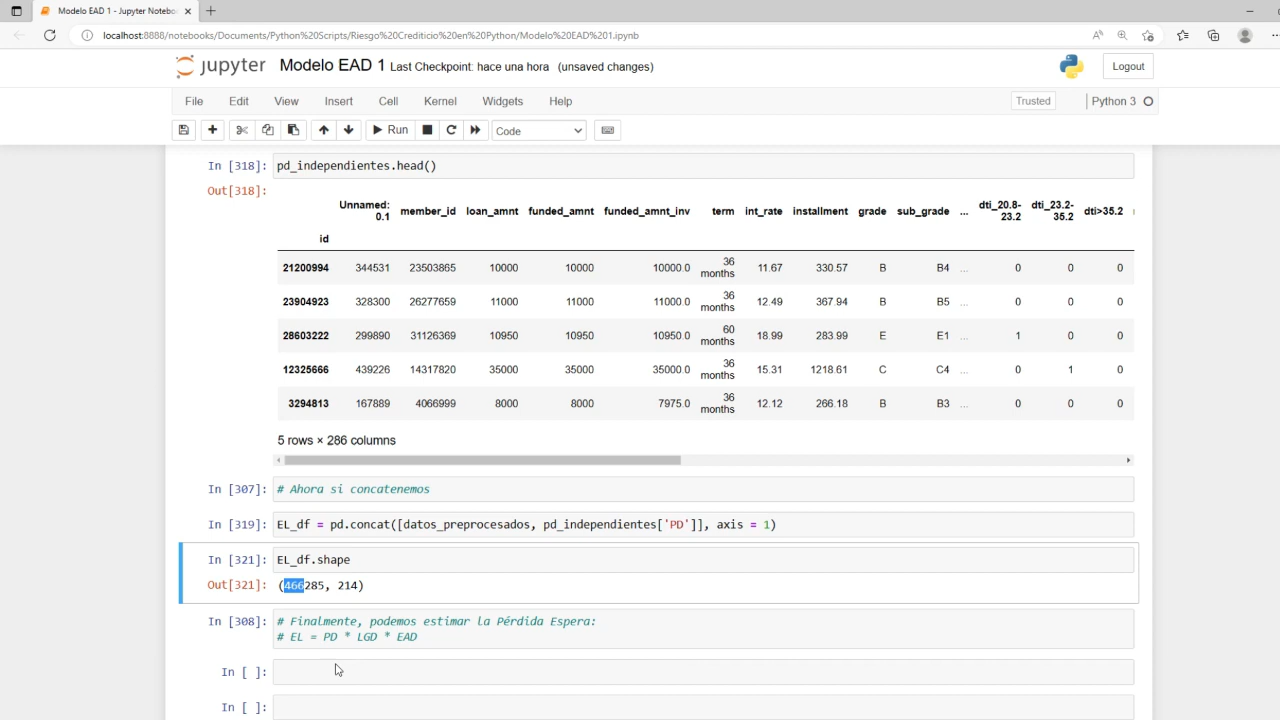 Modelo EAD 1 - Jupyter Notebo
localhost:8888/notebooks/Documents/Python%20Scripts/Riesgo%20Crediticio%20en%20Python/Modelo%20EAD%201.ipynb
jupyter Modelo EAD 1 Last Checkpoint: hace una hora (unsaved changes) Logout
File Edit View Insert Cell Kernel Widgets Help Trusted Python 3
Run Code
In [318]: pd_independientes.head()
Out[318]:
Unnamed: 0.1 member_id loan_amnt funded_amnt funded_amnt_inv term int_rate installment grade sub_grade ... dti_20.8-23.2 dti_23.2-35.2 dti>35.2
id
21200994 344531 23503865 10000 10000 10000.0 36 months 11.67 330.57 B B4 ... 0 0 0
23904923 328300 26277659 11000 11000 11000.0 36 months 12.49 367.94 B B5 ... 0 0 0
28603222 299890 31126369 10950 10950 10950.0 60 months 18.99 283.99 E E1 ... 1 0 0
12325666 439226 14317820 35000 35000 35000.0 36 months 15.31 1218.61 C C4 ... 0 1 0
3294813 167889 4066999 8000 8000 7975.0 36 months 12.12 266.18 B B3 ... 0 0 0
5 rows × 286 columns
In [307]: # Ahora si concatenemos
In [319]: EL_df = pd.concat([datos_preprocesados, pd_independientes['PD']], axis = 1)
In [321]: EL_df.shape
Out[321]: (466285, 214)
In [308]: # Finalmente, podemos estimar la Pérdida Espera:
# EL = PD * LGD * EAD
In [ ]:
In [ ]: